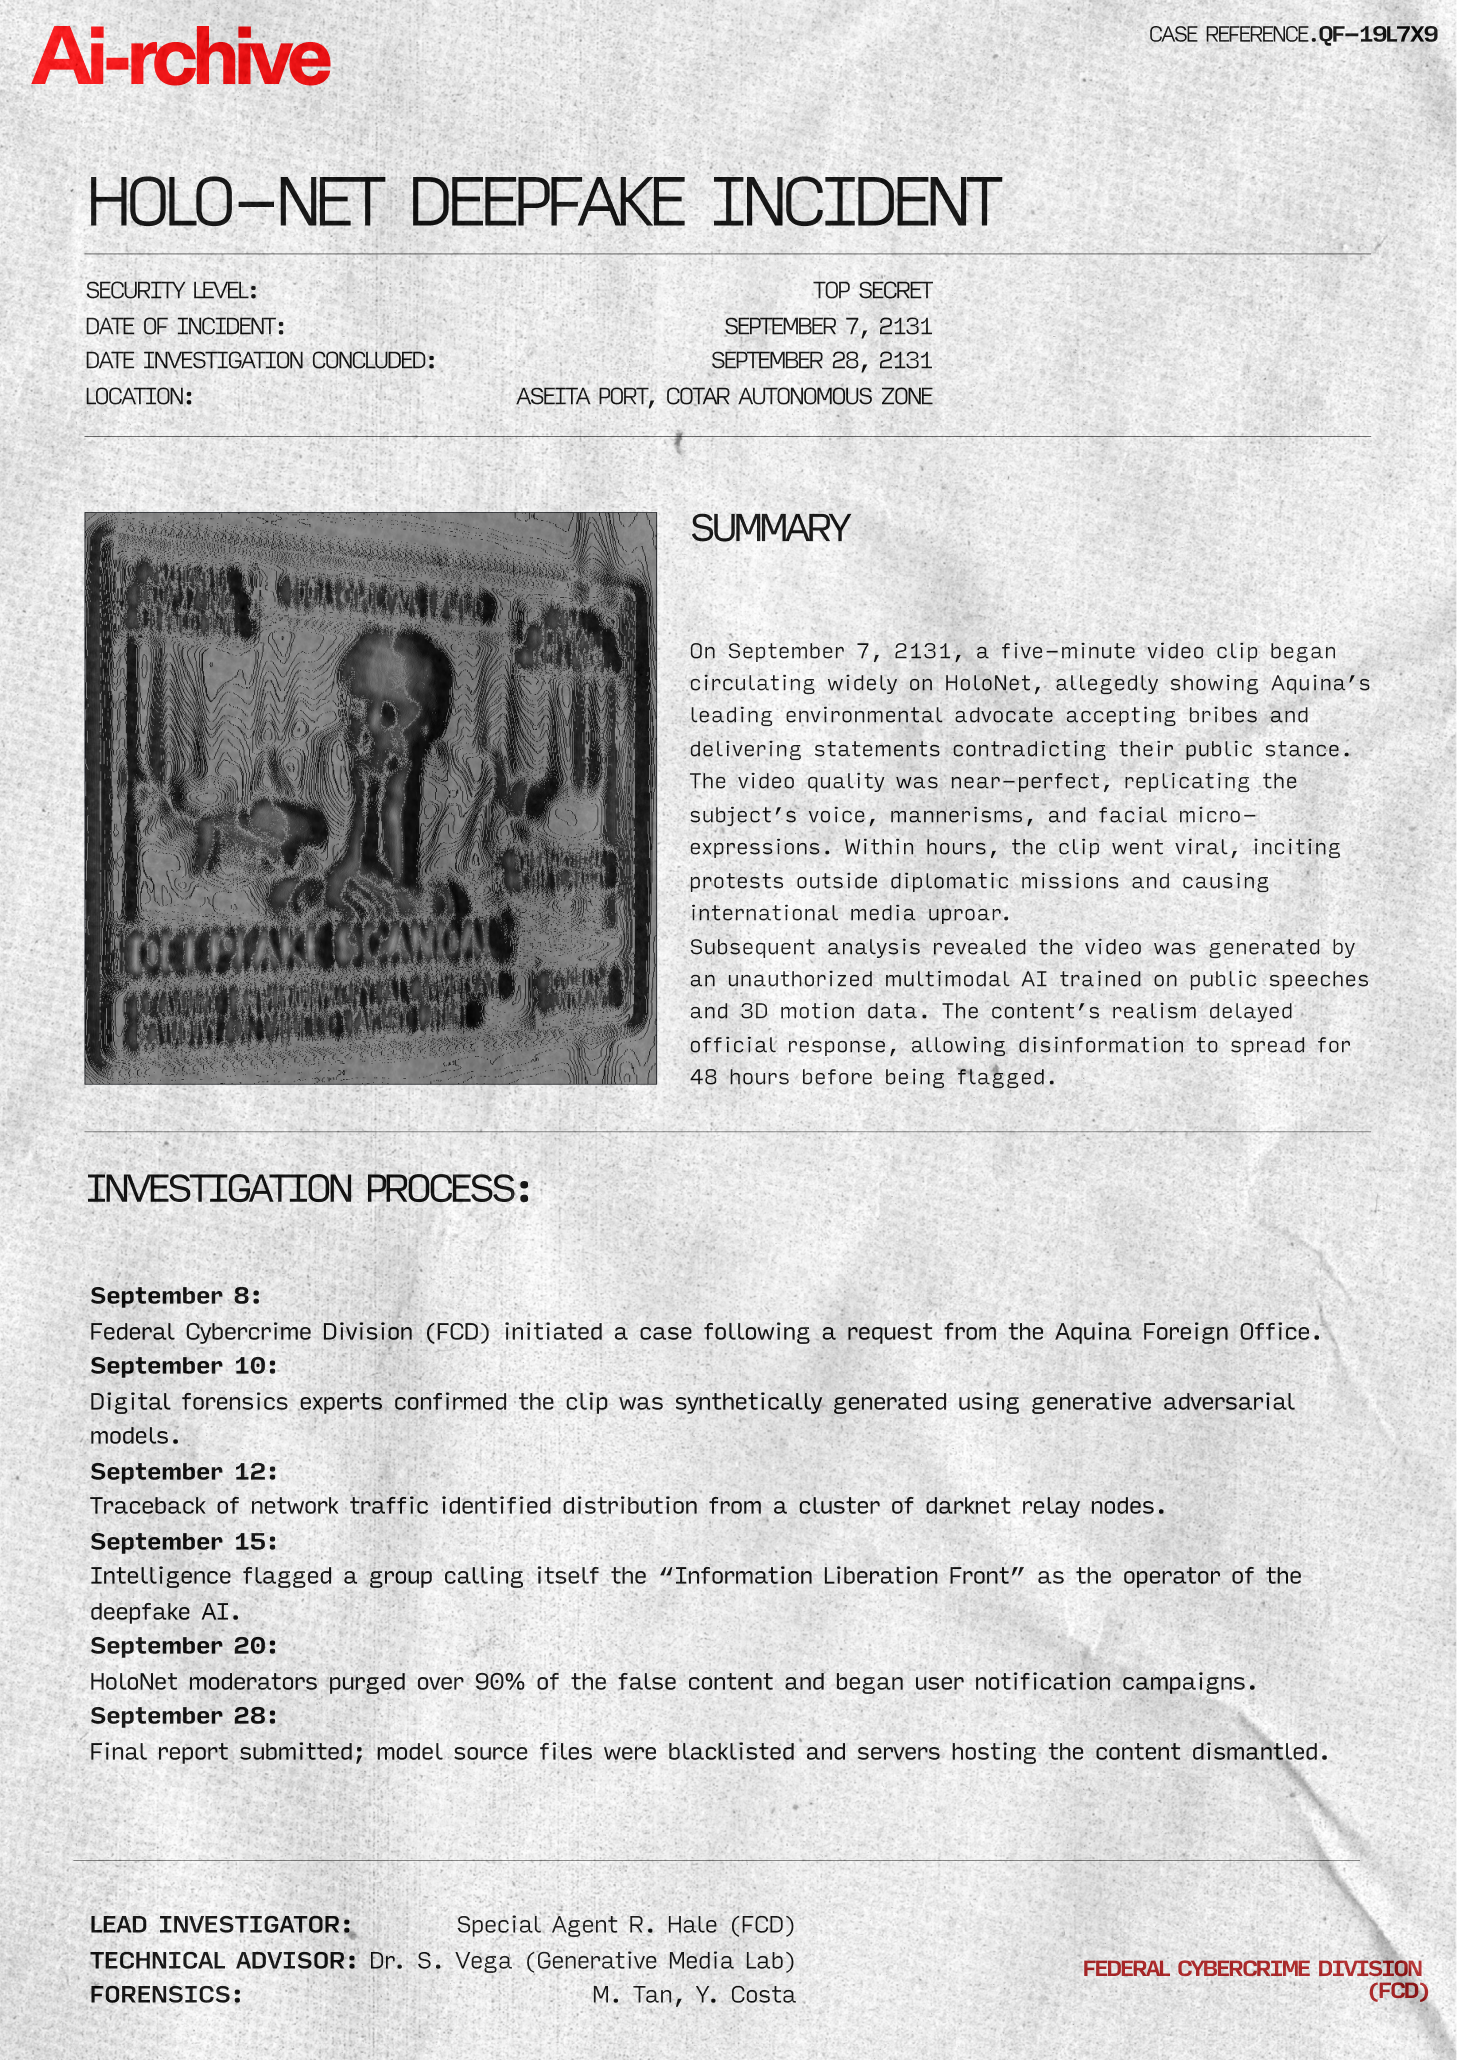 Ai-rchive
CASE REFERENCE.QF-19L7X9
HOLO-NET DEEPFAKE INCIDENT
SECURITY LEVEL: TOP SECRET
DATE OF INCIDENT: SEPTEMBER 7, 2131
DATE INVESTIGATION CONCLUDED: SEPTEMBER 28, 2131
LOCATION: ASEITA PORT, COTAR AUTONOMOUS ZONE
DEEPFAKE SCANDAL
SUMMARY
On September 7, 2131, a five-minute video clip began
circulating widely on HoloNet, allegedly showing Aquina’s
leading environmental advocate accepting bribes and
delivering statements contradicting their public stance.
The video quality was near-perfect, replicating the
subject’s voice, mannerisms, and facial micro-
expressions. Within hours, the clip went viral, inciting
protests outside diplomatic missions and causing
international media uproar.
Subsequent analysis revealed the video was generated by
an unauthorized multimodal AI trained on public speeches
and 3D motion data. The content’s realism delayed
official response, allowing disinformation to spread for
48 hours before being flagged.
INVESTIGATION PROCESS:
September 8:
Federal Cybercrime Division (FCD) initiated a case following a request from the Aquina Foreign Office.
September 10:
Digital forensics experts confirmed the clip was synthetically generated using generative adversarial
models.
September 12:
Traceback of network traffic identified distribution from a cluster of darknet relay nodes.
September 15:
Intelligence flagged a group calling itself the “Information Liberation Front” as the operator of the
deepfake AI.
September 20:
HoloNet moderators purged over 90% of the false content and began user notification campaigns.
September 28:
Final report submitted; model source files were blacklisted and servers hosting the content dismantled.
LEAD INVESTIGATOR: Special Agent R. Hale (FCD)
TECHNICAL ADVISOR: Dr. S. Vega (Generative Media Lab)
FORENSICS: M. Tan, Y. Costa
FEDERAL CYBERCRIME DIVISION
(FCD)